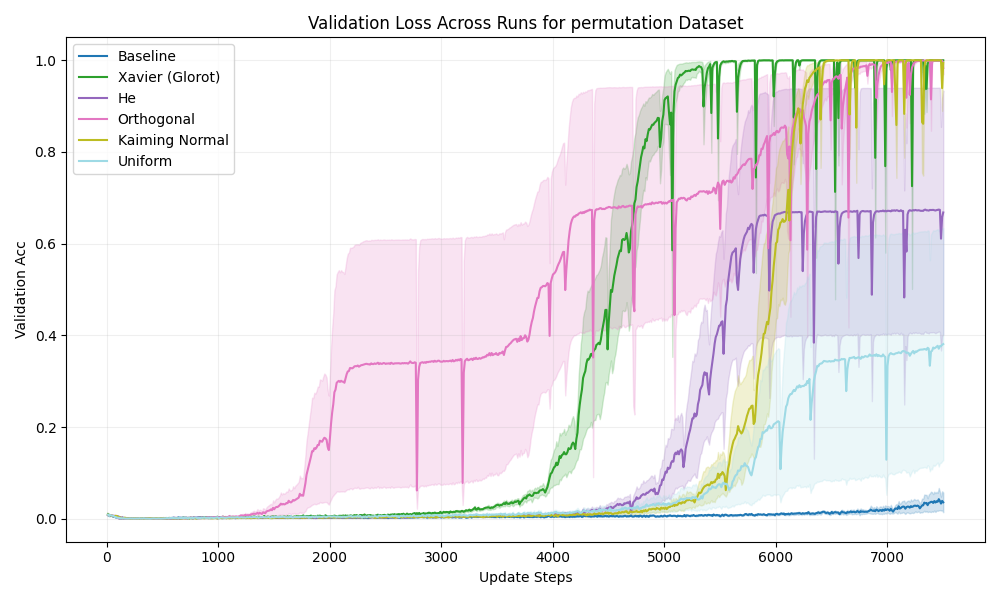 Validation Loss Across Runs for permutation Dataset
Baseline
Xavier (Glorot)
He
Orthogonal
Kaiming Normal
Uniform
Validation Acc
1.0
0.8
0.6
0.4
0.2
0.0
0 1000 2000 3000 4000 5000 6000 7000
Update Steps